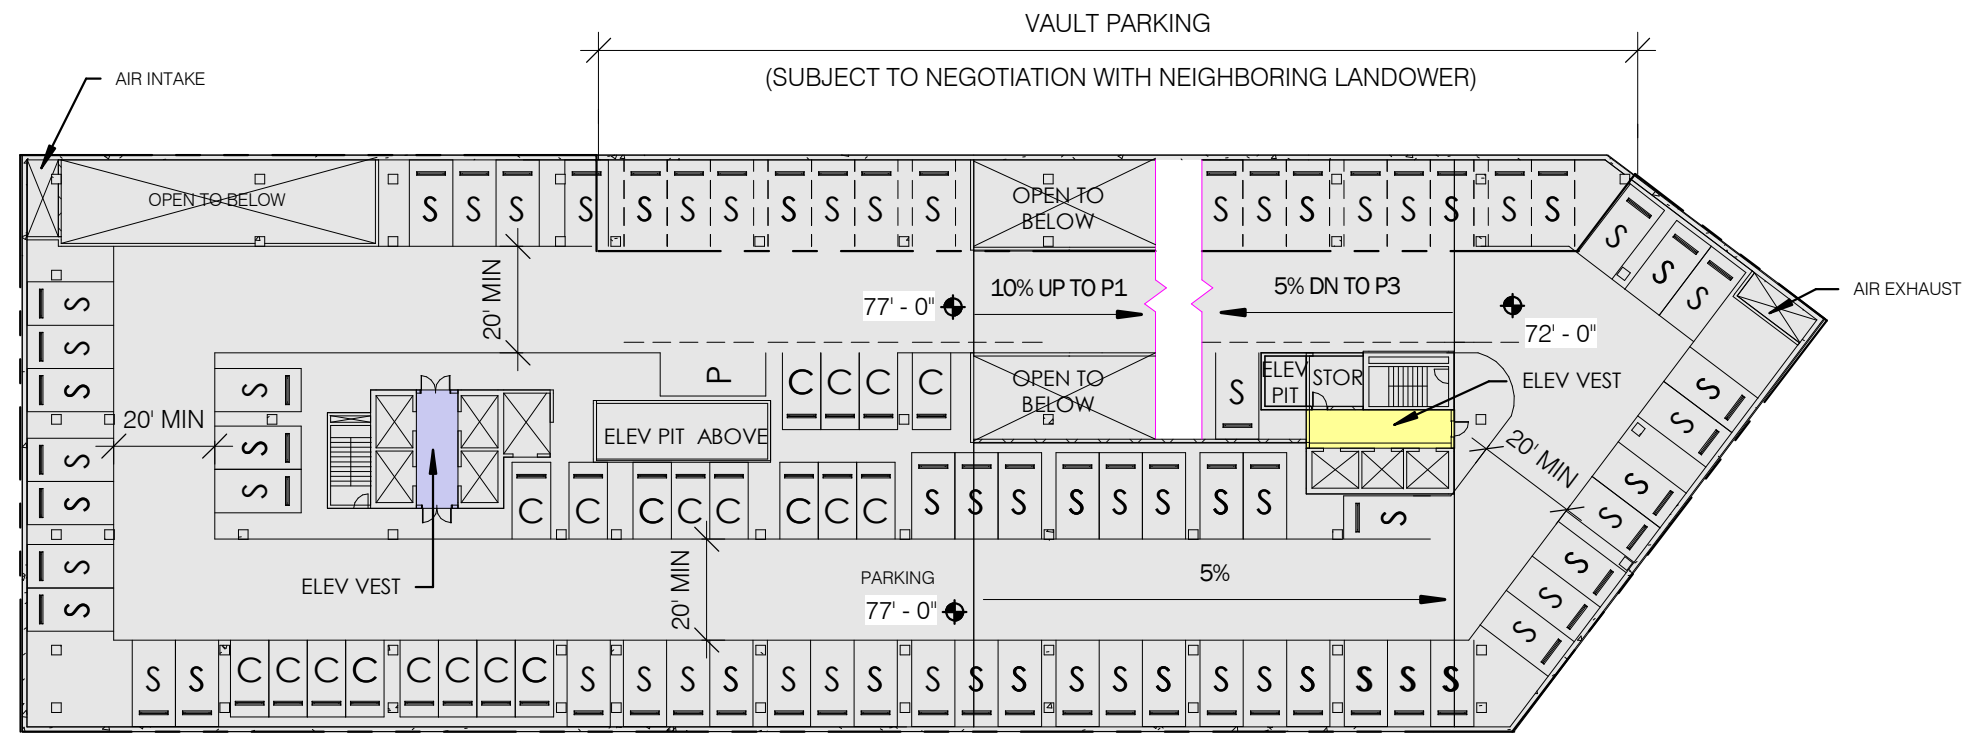 VAULT PARKING
(SUBJECT TO NEGOTIATION WITH NEIGHBORING LANDOWER)
AIR INTAKE
OPEN TO BELOW
S S S S S S S S S S S
OPEN TO
BELOW
S S S S S S S S
S
S
S
20' MIN
77' - 0"
10% UP TO P1
5% DN TO P3
72' - 0"
AIR EXHAUST
S
S
S
S
S
S
S
20' MIN
S
S
S
P
C C C C
OPEN TO
BELOW
S
ELEV
PIT
STOR
ELEV VEST
ELEV PIT ABOVE
C C C C C C C C
S S S S S S S S
S
20' MIN
S
S
S
S
S
S
S
S
ELEV VEST
20' MIN
PARKING
77' - 0"
5%
S S C C C C C C C C S S S S S S S S S S S S S S S S S S